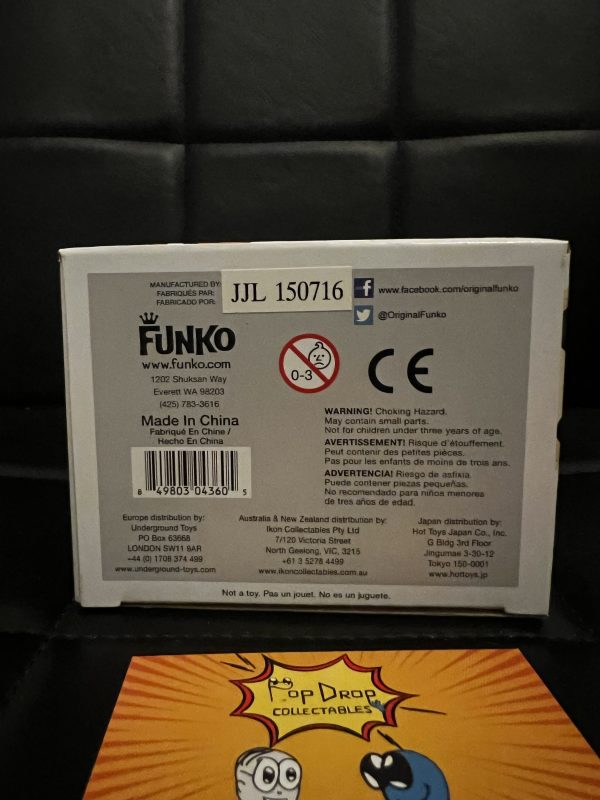 MANUFACTURED BY:
FABRIQUÉS PAR:
FABRICADO POR:
JJL 150716
f www.facebook.com/originalfunko
@OriginalFunko
FUNKO
www.funko.com
1202 Shuksan Way
Everett WA 98203
(425) 783-3616
0-3
CE
Made In China
Fabriqué En Chine /
Hecho En China
8 49803 04360 5
WARNING! Choking Hazard.
May contain small parts.
Not for children under three years of age.
AVERTISSEMENT! Risque d'étouffement.
Peut contenir des petites pièces.
Pas pour les enfants de moins de trois ans.
ADVERTENCIA! Riesgo de asfixia.
Puede contener piezas pequeñas.
No recomendado para niños menores
de tres años de edad.
Europe distribution by:
Underground Toys
PO Box 63668
LONDON SW11 8AR
+44 (0) 1708 374 499
www.underground-toys.com
Australia & New Zealand distribution by:
Ikon Collectables Pty Ltd
7/120 Victoria Street
North Geelong, VIC, 3215
+61 3 5278 4499
www.ikoncollectables.com.au
Japan distribution by:
Hot Toys Japan Co., Inc.
G Bldg 3rd Floor
Jingumae 3-30-12
Tokyo 150-0001
www.hottoys.jp
Not a toy. Pas un jouet. No es un juguete.
Pop Drop
COLLECTABLES